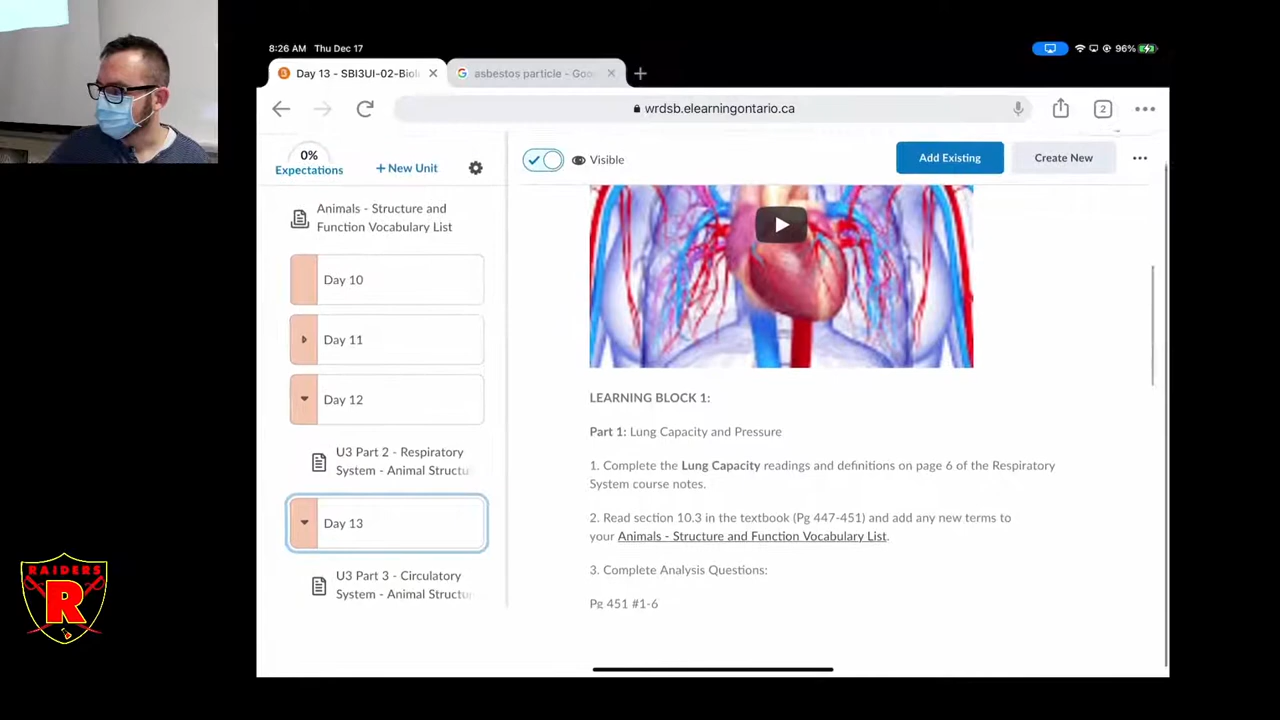 8:26 AM Thu Dec 17
96%
Day 13 - SBI3UI-02-Biol
asbestos particle - Goo
wrdsb.elearningontario.ca
2
0%
Expectations
+ New Unit
Visible
Add Existing
Create New
Animals - Structure and
Function Vocabulary List
Day 10
Day 11
Day 12
U3 Part 2 - Respiratory
System - Animal Structu
Day 13
U3 Part 3 - Circulatory
System - Animal Structu
LEARNING BLOCK 1:
Part 1: Lung Capacity and Pressure
1. Complete the Lung Capacity readings and definitions on page 6 of the Respiratory
System course notes.
2. Read section 10.3 in the textbook (Pg 447-451) and add any new terms to
your Animals - Structure and Function Vocabulary List.
3. Complete Analysis Questions:
Pg 451 #1-6
RAIDERS
R